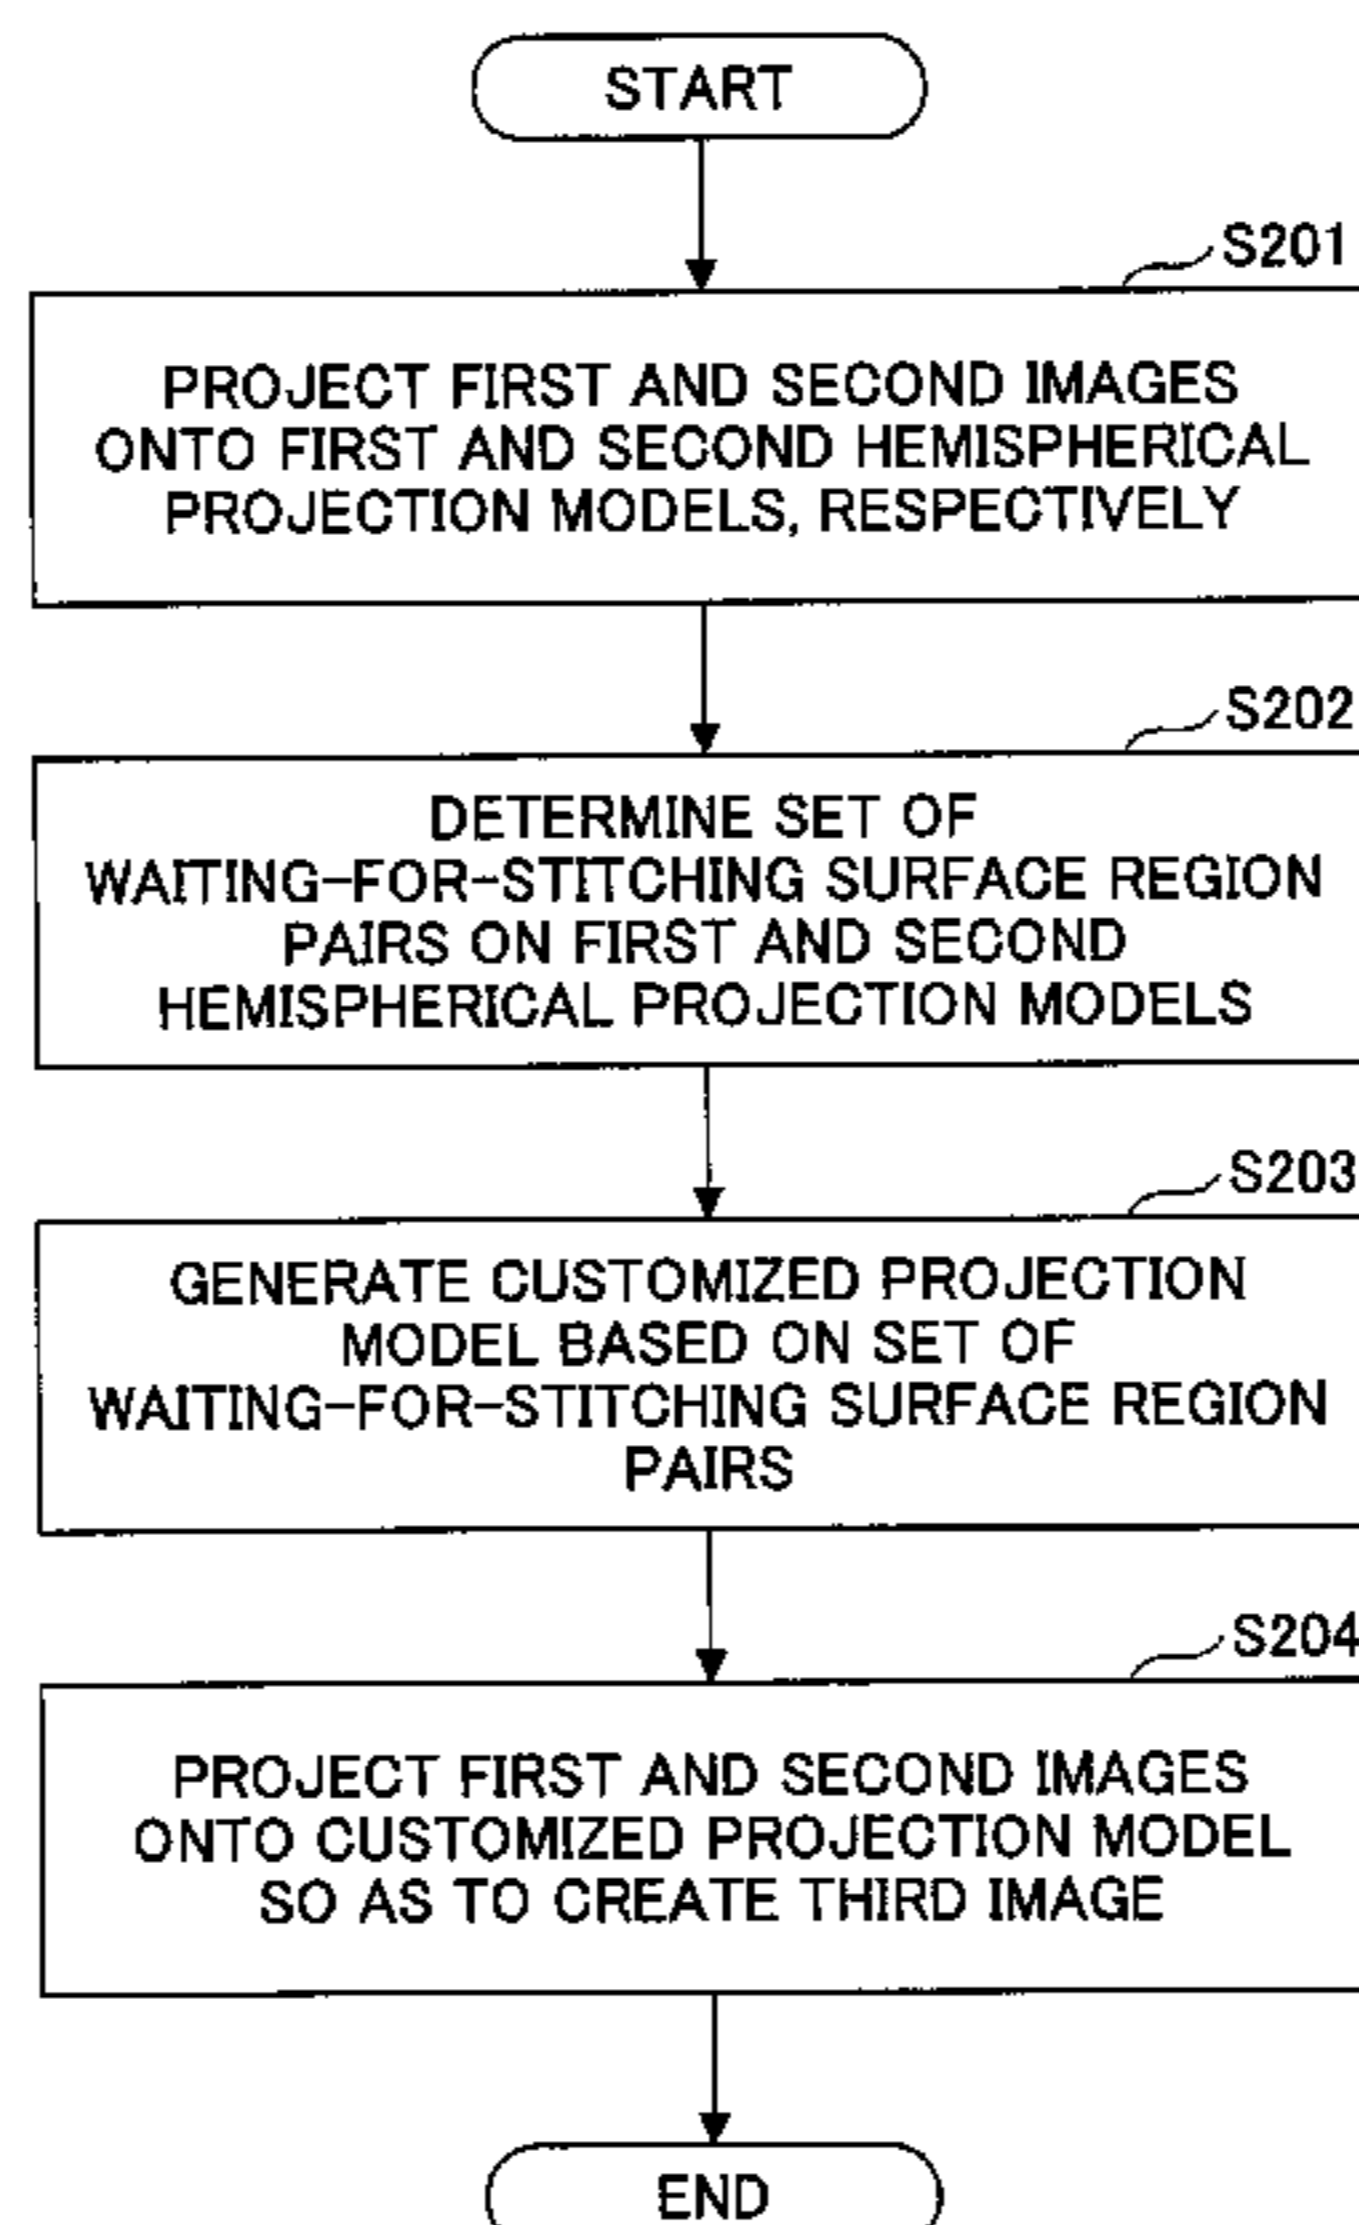 START
S201
PROJECT FIRST AND SECOND IMAGES
ONTO FIRST AND SECOND HEMISPHERICAL
PROJECTION MODELS, RESPECTIVELY
S202
DETERMINE SET OF
WAITING-FOR-STITCHING SURFACE REGION
PAIRS ON FIRST AND SECOND
HEMISPHERICAL PROJECTION MODELS
S203
GENERATE CUSTOMIZED PROJECTION
MODEL BASED ON SET OF
WAITING-FOR-STITCHING SURFACE REGION
PAIRS
S204
PROJECT FIRST AND SECOND IMAGES
ONTO CUSTOMIZED PROJECTION MODEL
SO AS TO CREATE THIRD IMAGE
END